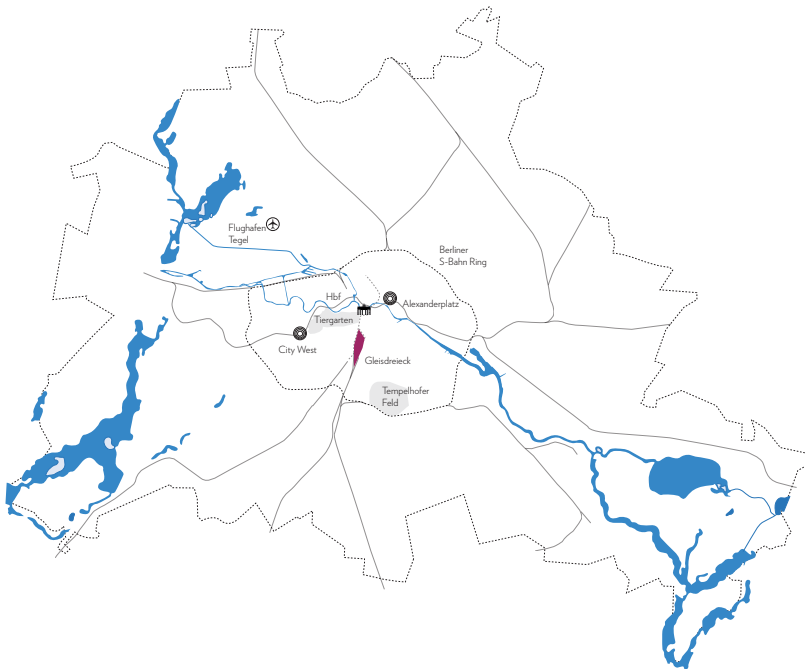 Flughafen
Tegel
Berliner
S-Bahn Ring
Hbf
Alexanderplatz
Tiergarten
City West
Gleisdreieck
Tempelhofer
Feld